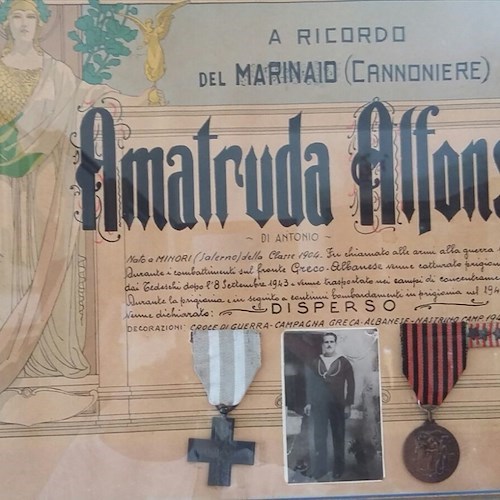 A RICORDO
DEL MARINAIO (CANNONIERE)
Amatruda Alfons
~ DI ANTONIO ~
Nato a MINORI (Salerno) della Classe 1904. Fu chiamato alle armi alla guerra
Durante i combattimenti sul fronte Greco-Albanese venne catturato prigion
dai Tedeschi dopo l'8 Settembre 1943 e venne trasportato nei campi di concentram
Durante la prigionia e in seguito a continui bombardamenti in prigionia nel 194
Venne dichiarato: DISPERSO
DECORAZIONI: CROCE DI GUERRA-CAMPAGNA GRECA-ALBANESE-NASTRINO CAMP. 194